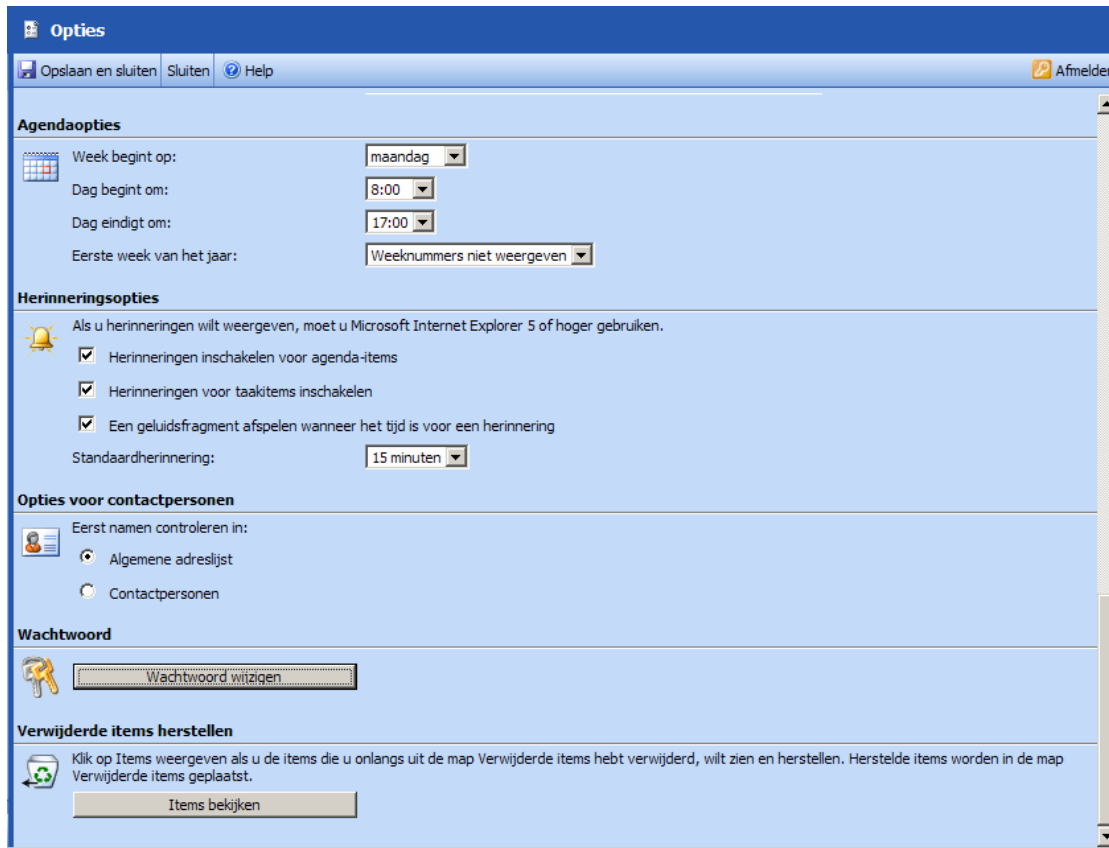 Opties
Opslaan en sluiten Sluiten Help Afmelden
Agendaopties
Week begint op: maandag
Dag begint om: 8:00
Dag eindigt om: 17:00
Eerste week van het jaar: Weeknummers niet weergeven
Herinneringsopties
Als u herinneringen wilt weergeven, moet u Microsoft Internet Explorer 5 of hoger gebruiken.
Herinneringen inschakelen voor agenda-items
Herinneringen voor taakitems inschakelen
Een geluidsfragment afspelen wanneer het tijd is voor een herinnering
Standaardherinnering: 15 minuten
Opties voor contactpersonen
Eerst namen controleren in:
Algemene adreslijst
Contactpersonen
Wachtwoord
Wachtwoord wijzigen
Verwijderde items herstellen
Klik op Items weergeven als u de items die u onlangs uit de map Verwijderde items hebt verwijderd, wilt zien en herstellen. Herstelde items worden in de map
Verwijderde items geplaatst.
Items bekijken